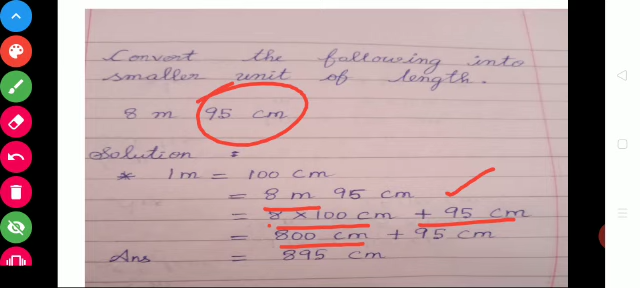 Convert the following into
smaller unit of length.
8 m 95 cm
Solution :
* 1m = 100 cm
= 8 m 95 cm
= 8 × 100 cm + 95 cm
= 800 cm + 95 cm
Ans = 895 cm